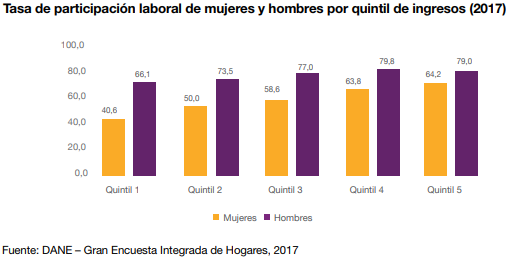 Tasa de participación laboral de mujeres y hombres por quintil de ingresos (2017)
100,0
80,0
60,0
40,0
20,0
,0
40,6
66,1
50,0
73,5
58,6
77,0
63,8
79,8
64,2
79,0
Quintil 1
Quintil 2
Quintil 3
Quintil 4
Quintil 5
Mujeres
Hombres
Fuente: DANE – Gran Encuesta Integrada de Hogares, 2017